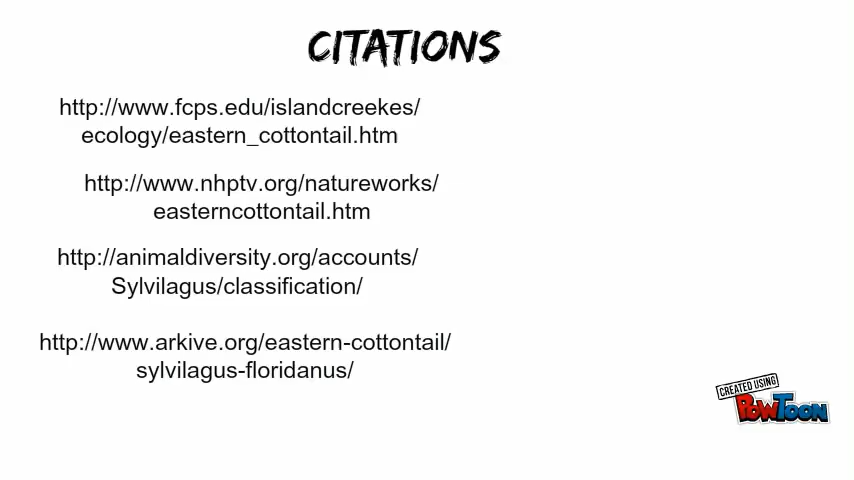 CITATIONS
http://www.fcps.edu/islandcreekes/
ecology/eastern_cottontail.htm
http://www.nhptv.org/natureworks/
easterncottontail.htm
http://animaldiversity.org/accounts/
Sylvilagus/classification/
http://www.arkive.org/eastern-cottontail/
sylvilagus-floridanus/
CREATED USING
POWTOON